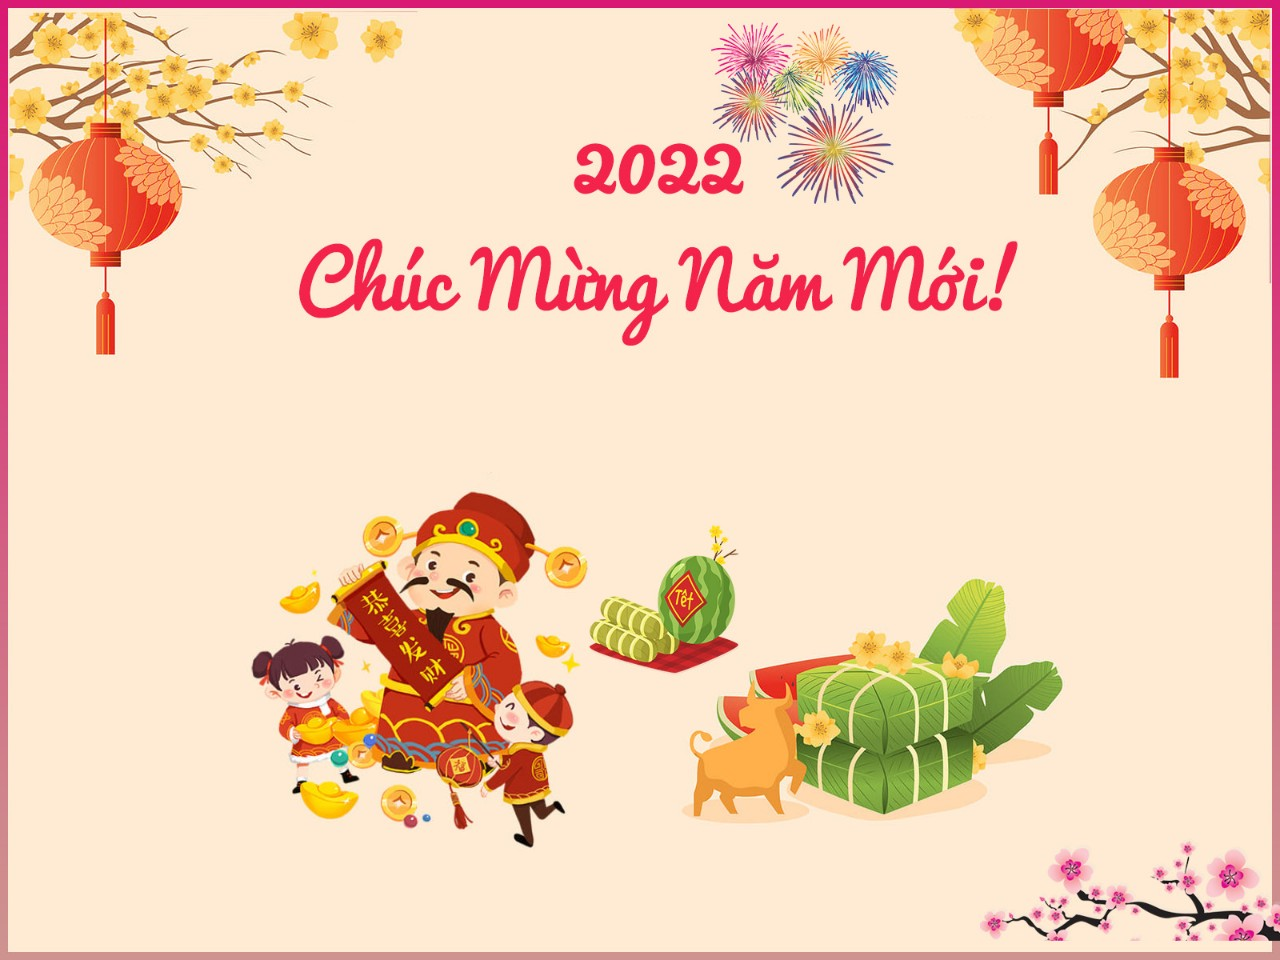 2022
Chúc Mừng Năm Mới!
恭喜发财
Tết